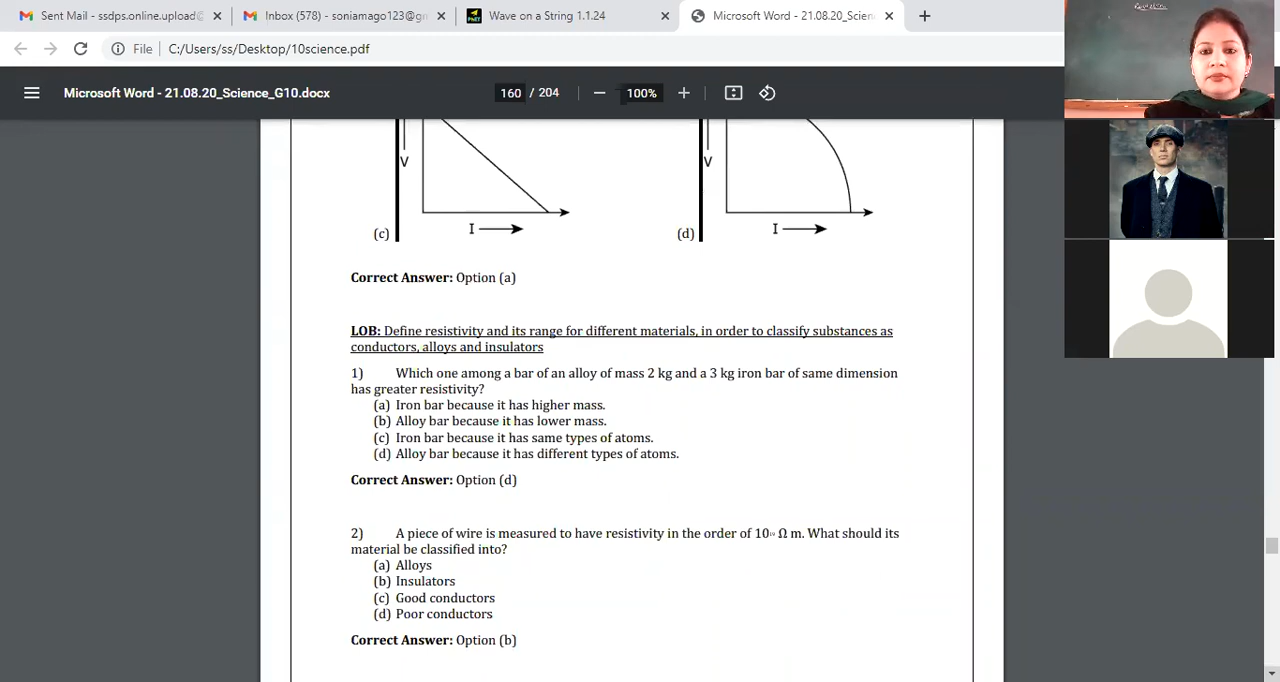 Sent Mail - ssdps.online.upload@
Inbox (578) - soniamago123@gm
Wave on a String 1.1.24
Microsoft Word - 21.08.20_Scien
File C:/Users/ss/Desktop/10science.pdf
Microsoft Word - 21.08.20_Science_G10.docx
160 / 204
100%
V
V
I
I
(c)
(d)
Correct Answer: Option (a)
LOB: Define resistivity and its range for different materials, in order to classify substances as
conductors, alloys and insulators
1) Which one among a bar of an alloy of mass 2 kg and a 3 kg iron bar of same dimension
has greater resistivity?
(a) Iron bar because it has higher mass.
(b) Alloy bar because it has lower mass.
(c) Iron bar because it has same types of atoms.
(d) Alloy bar because it has different types of atoms.
Correct Answer: Option (d)
2) A piece of wire is measured to have resistivity in the order of 10 Ω m. What should its
material be classified into?
(a) Alloys
(b) Insulators
(c) Good conductors
(d) Poor conductors
Correct Answer: Option (b)